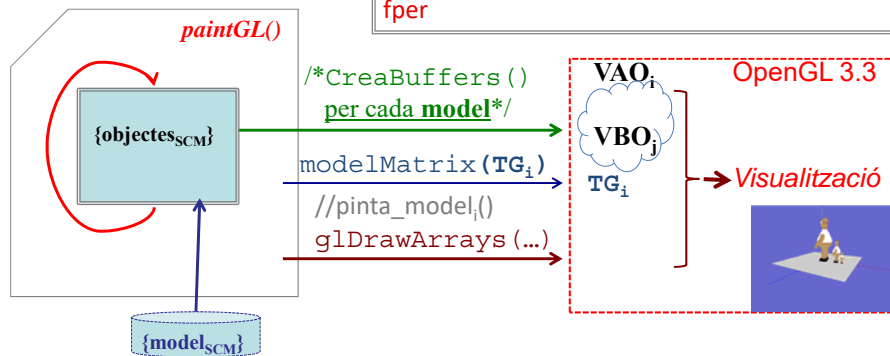 fper
paintGL()
/*CreaBuffers()
per cada model*/
{objectesSCM}
modelMatrix(TGi)
//pinta_modeli()
glDrawArrays(…)
{modelSCM}
VAOi
OpenGL 3.3
VBOj
TGi
Visualització